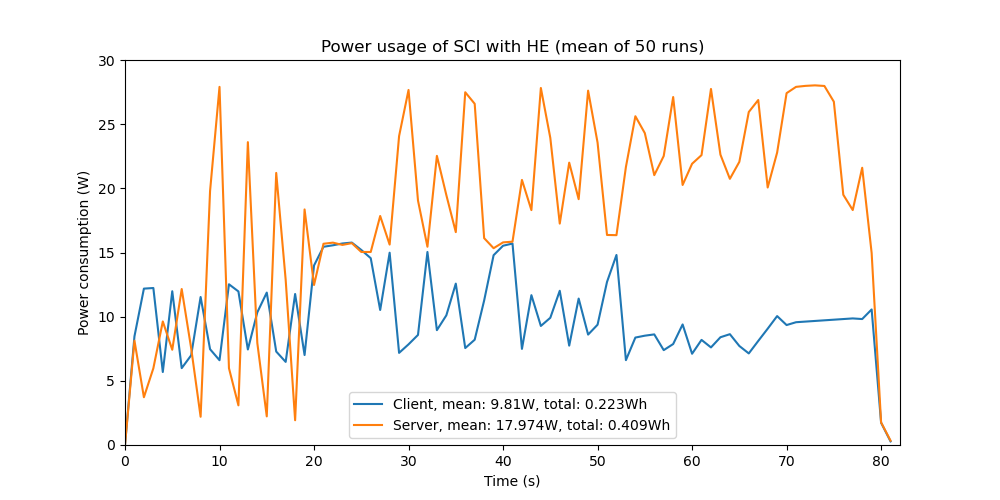 Power usage of SCI with HE (mean of 50 runs)
30
25
20
15
10
5
0
Power consumption (W)
Client, mean: 9.81W, total: 0.223Wh
Server, mean: 17.974W, total: 0.409Wh
0 10 20 30 40 50 60 70 80
Time (s)